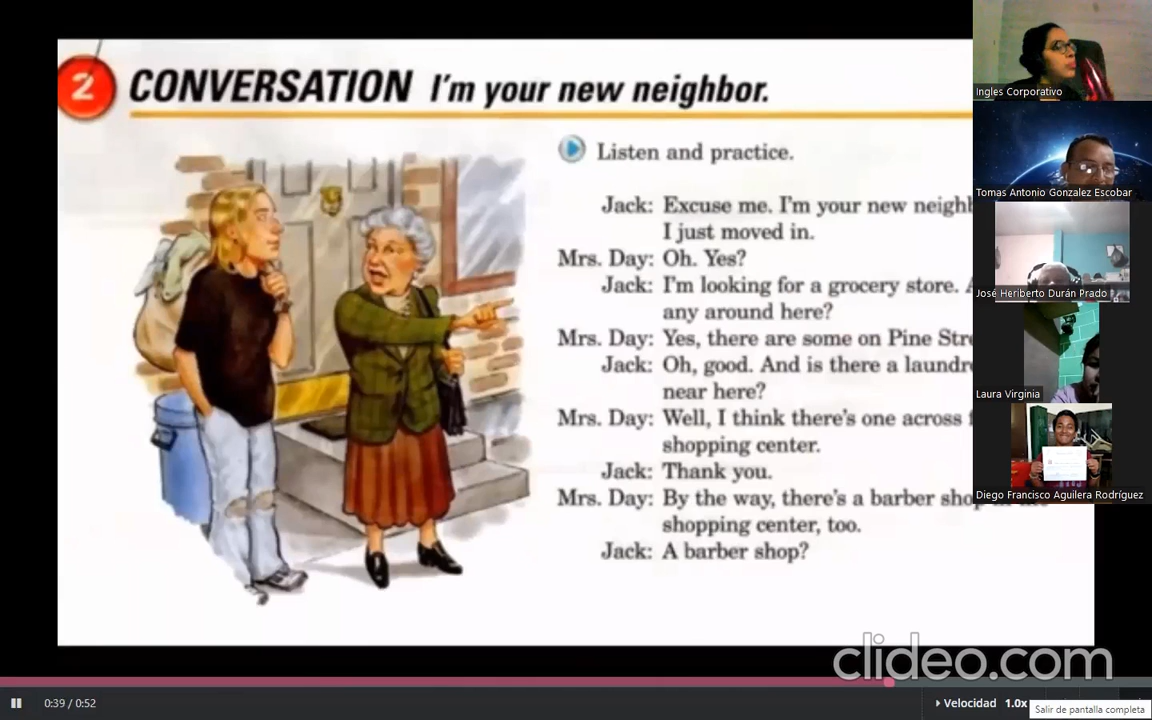 2 CONVERSATION I'm your new neighbor.
Listen and practice.
Jack: Excuse me. I'm your new
I just moved in.
Mrs. Day: Oh. Yes?
Jack: I'm looking for a grocery store.
any around here?
Mrs. Day: Yes, there are some on Pine
Jack: Oh, good. And is there a
near here?
Mrs. Day: Well, I think there's one across
shopping center.
Jack: Thank you.
Mrs. Day: By the way, there's a barber
shopping center, too.
Jack: A barber shop?
Ingles Corporativo
Tomas Antonio Gonzalez Escobar
José Heriberto Durán Prado
Laura Virginia
Diego Francisco Aguilera Rodríguez
clideo.com
0:39 / 0:52
Velocidad 1.0x
Salir de pantalla completa